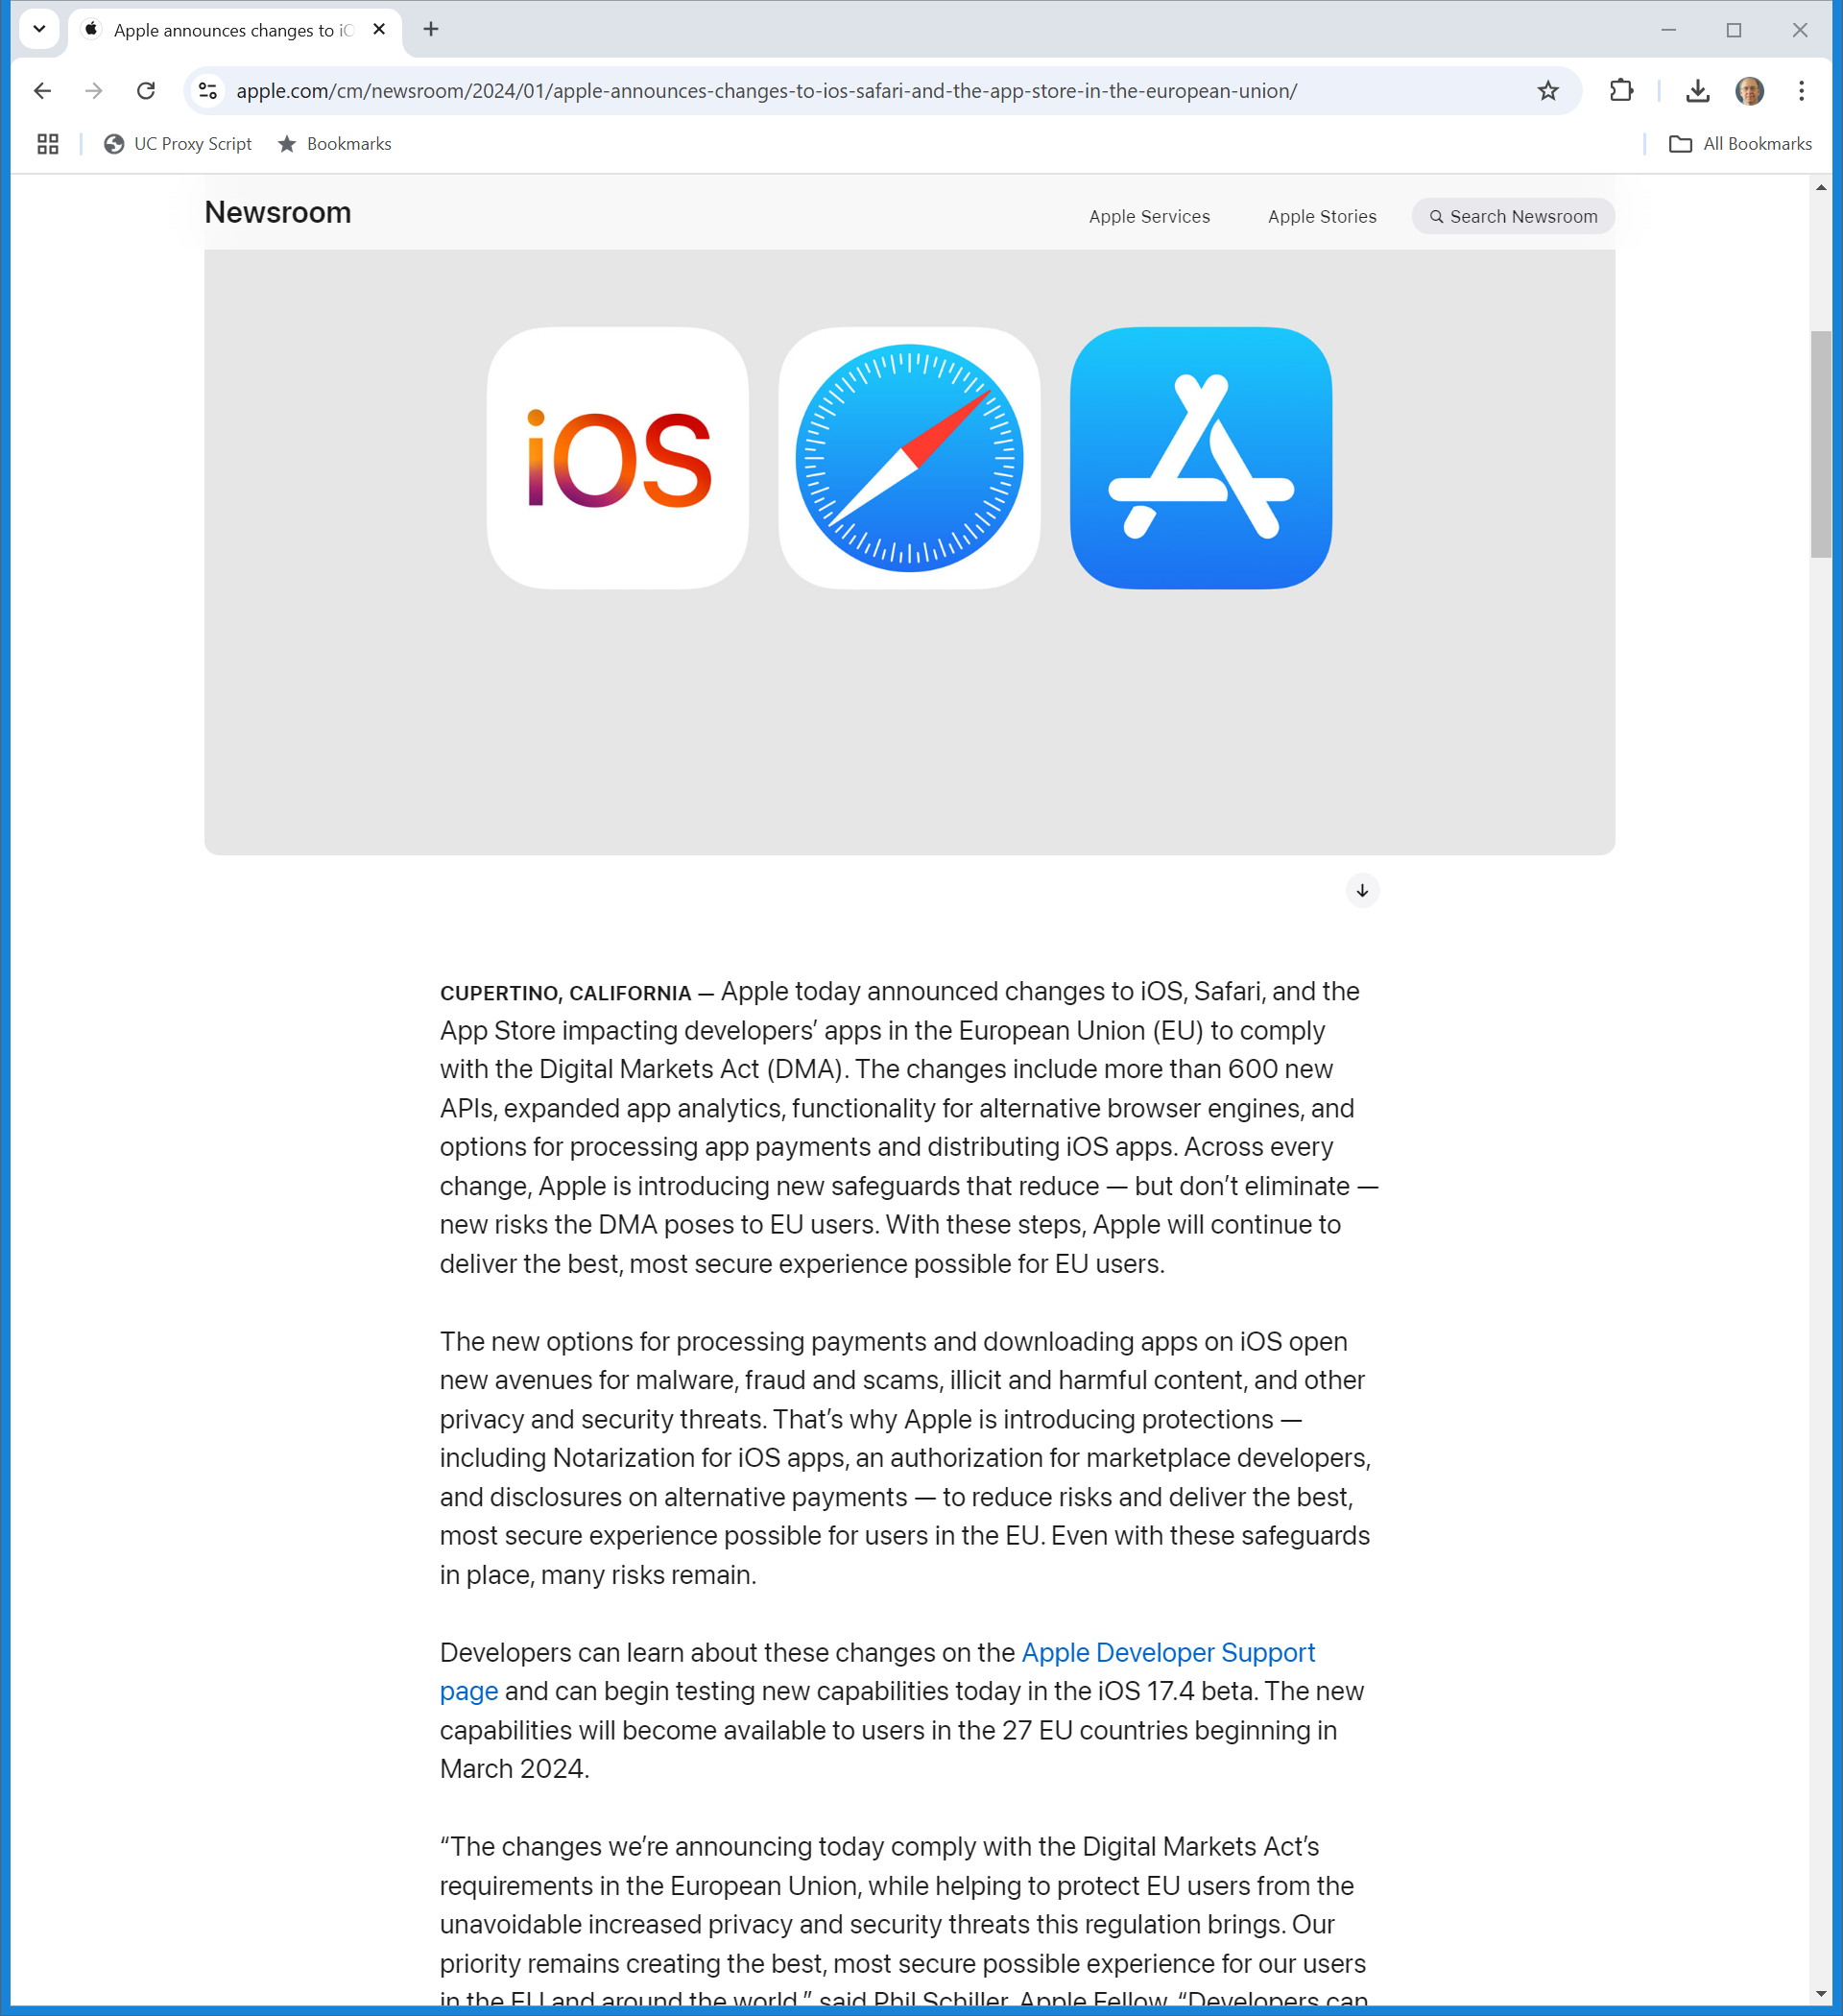 Apple announces changes to iO
apple.com/cm/newsroom/2024/01/apple-announces-changes-to-ios-safari-and-the-app-store-in-the-european-union/
UC Proxy Script
Bookmarks
All Bookmarks
Newsroom
Apple Services
Apple Stories
Search Newsroom
iOS
CUPERTINO, CALIFORNIA — Apple today announced changes to iOS, Safari, and the
App Store impacting developers’ apps in the European Union (EU) to comply
with the Digital Markets Act (DMA). The changes include more than 600 new
APIs, expanded app analytics, functionality for alternative browser engines, and
options for processing app payments and distributing iOS apps. Across every
change, Apple is introducing new safeguards that reduce — but don’t eliminate —
new risks the DMA poses to EU users. With these steps, Apple will continue to
deliver the best, most secure experience possible for EU users.
The new options for processing payments and downloading apps on iOS open
new avenues for malware, fraud and scams, illicit and harmful content, and other
privacy and security threats. That’s why Apple is introducing protections —
including Notarization for iOS apps, an authorization for marketplace developers,
and disclosures on alternative payments — to reduce risks and deliver the best,
most secure experience possible for users in the EU. Even with these safeguards
in place, many risks remain.
Developers can learn about these changes on the Apple Developer Support
page and can begin testing new capabilities today in the iOS 17.4 beta. The new
capabilities will become available to users in the 27 EU countries beginning in
March 2024.
“The changes we’re announcing today comply with the Digital Markets Act’s
requirements in the European Union, while helping to protect EU users from the
unavoidable increased privacy and security threats this regulation brings. Our
priority remains creating the best, most secure possible experience for our users
in the EU and around the world,” said Phil Schiller, Apple Fellow. “Developers can